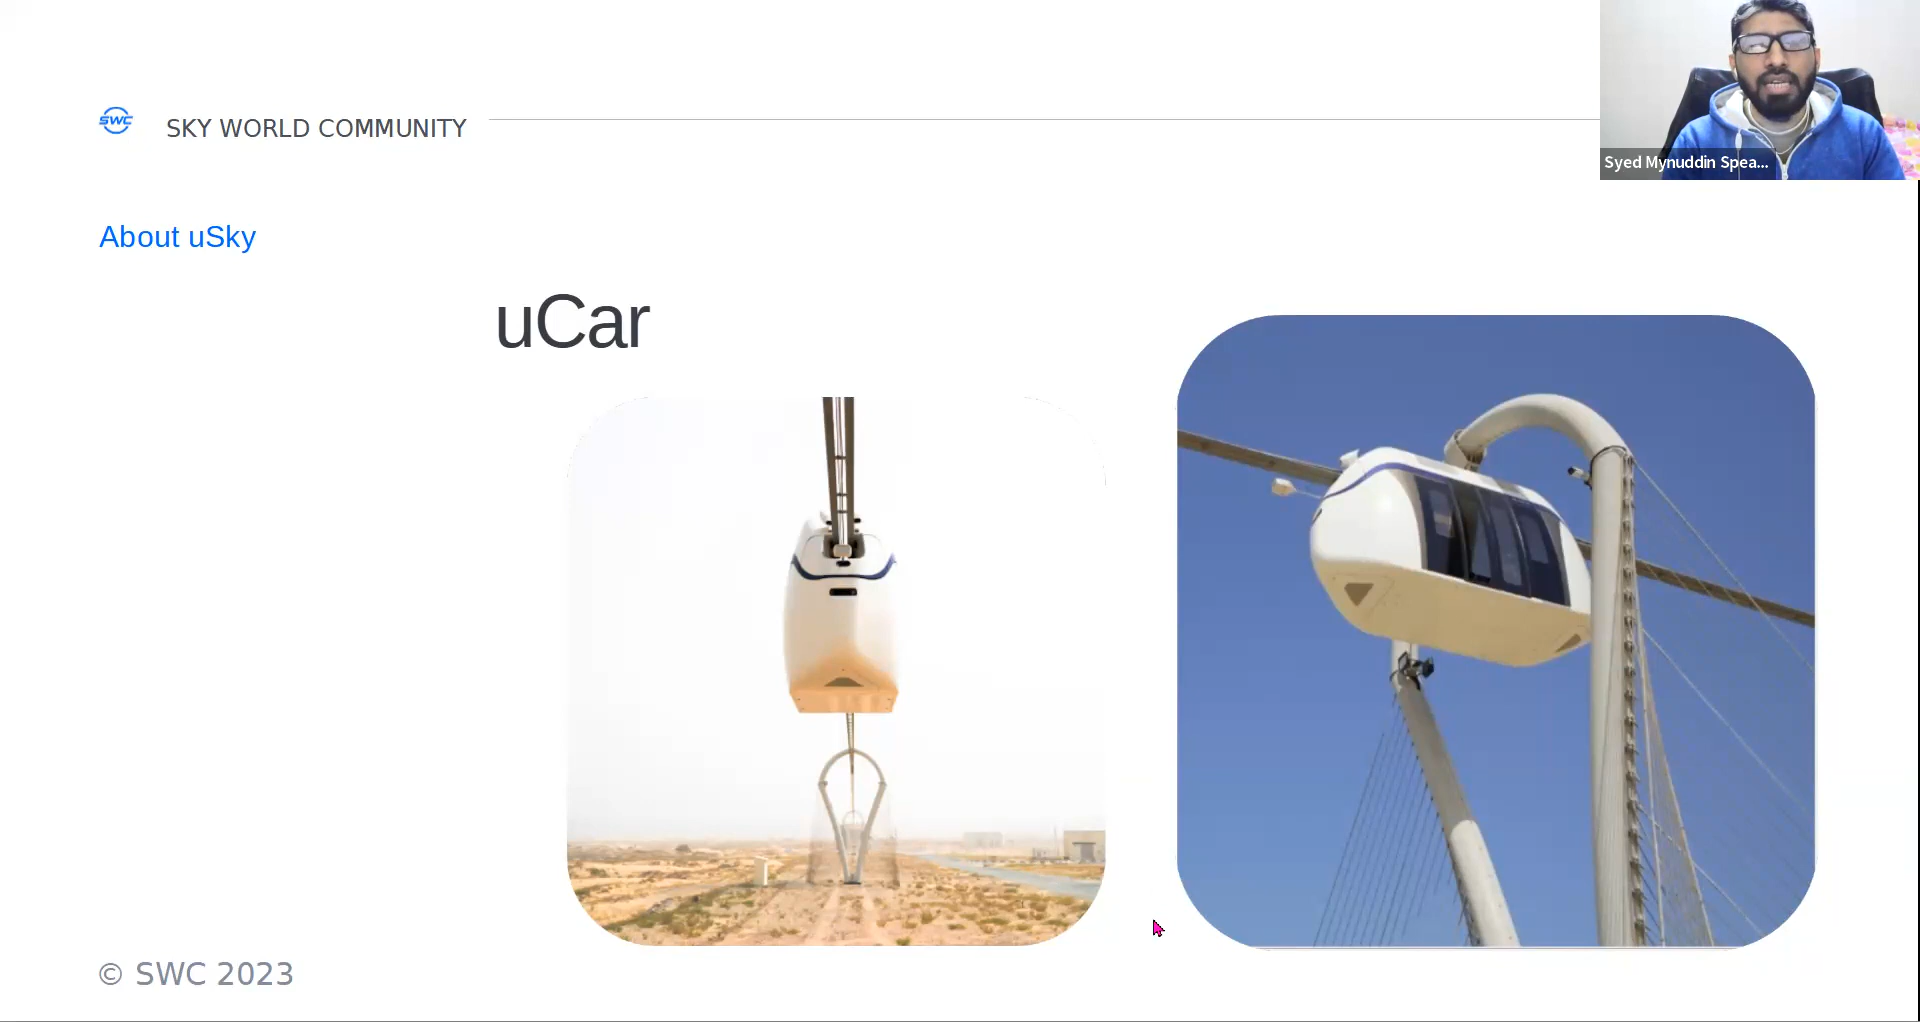 SWC
SKY WORLD COMMUNITY
Syed Mynuddin Spea...
About uSky
uCar
© SWC 2023